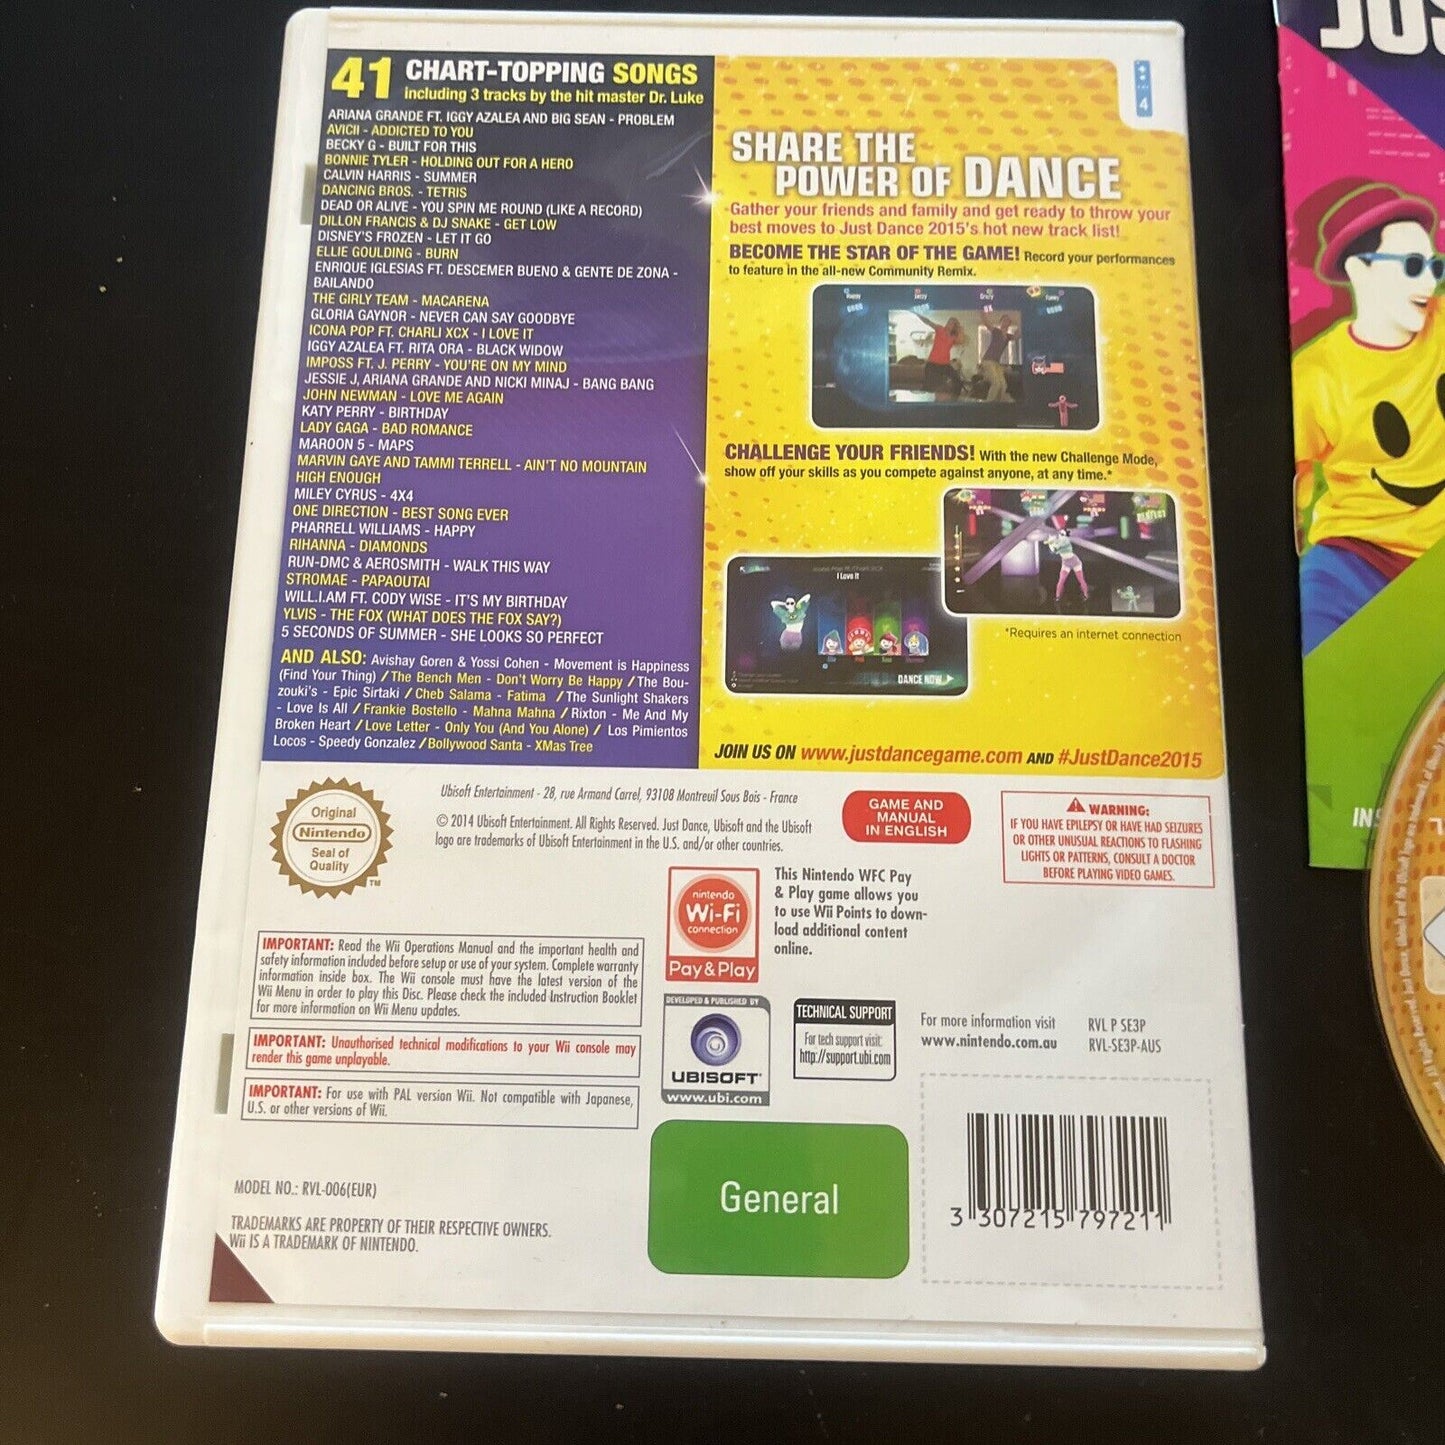 41 CHART-TOPPING SONGS
including 3 tracks by the hit master Dr. Luke
ARIANA GRANDE FT. IGGY AZALEA AND BIG SEAN - PROBLEM
AVICII - ADDICTED TO YOU
BECKY G - BUILT FOR THIS
BONNIE TYLER - HOLDING OUT FOR A HERO
CALVIN HARRIS - SUMMER
DANCING BROS. - TETRIS
DEAD OR ALIVE - YOU SPIN ME ROUND (LIKE A RECORD)
DILLON FRANCIS & DJ SNAKE - GET LOW
DISNEY'S FROZEN - LET IT GO
ELLIE GOULDING - BURN
ENRIQUE IGLESIAS FT. DESCEMER BUENO & GENTE DE ZONA -
BAILANDO
THE GIRLY TEAM - MACARENA
GLORIA GAYNOR - NEVER CAN SAY GOODBYE
ICONA POP FT. CHARLI XCX - I LOVE IT
IGGY AZALEA FT. RITA ORA - BLACK WIDOW
IMPOSS FT. J. PERRY - YOU'RE ON MY MIND
JESSIE J, ARIANA GRANDE AND NICKI MINAJ - BANG BANG
JOHN NEWMAN - LOVE ME AGAIN
KATY PERRY - BIRTHDAY
LADY GAGA - BAD ROMANCE
MAROON 5 - MAPS
MARVIN GAYE AND TAMMI TERRELL - AIN'T NO MOUNTAIN
HIGH ENOUGH
MILEY CYRUS - 4X4
ONE DIRECTION - BEST SONG EVER
PHARRELL WILLIAMS - HAPPY
RIHANNA - DIAMONDS
RUN-DMC & AEROSMITH - WALK THIS WAY
STROMAE - PAPAOUTAI
WILL.I.AM FT. CODY WISE - IT'S MY BIRTHDAY
YLVIS - THE FOX (WHAT DOES THE FOX SAY?)
5 SECONDS OF SUMMER - SHE LOOKS SO PERFECT
AND ALSO: Avishay Goren & Yossi Cohen - Movement is Happiness
(Find Your Thing) / The Bench Men - Don't Worry Be Happy / The Bou-
zouki's - Epic Sirtaki / Cheb Salama - Fatima / The Sunlight Shakers
- Love Is All / Frankie Bostello - Mahna Mahna / Rixton - Me And My
Broken Heart / Love Letter - Only You (And You Alone) / Los Pimientos
Locos - Speedy Gonzalez / Bollywood Santa - XMas Tree
4
SHARE THE
POWER OF DANCE
Gather your friends and family and get ready to throw your
best moves to Just Dance 2015's hot new track list!
BECOME THE STAR OF THE GAME! Record your performances
to feature in the all-new Community Remix.
CHALLENGE YOUR FRIENDS! With the new Challenge Mode,
show off your skills as you compete against anyone, at any time.*
I Love It
DANCE NOW
*Requires an internet connection
JOIN US ON www.justdancegame.com AND #JustDance2015
Ubisoft Entertainment - 28, rue Armand Carrel, 93108 Montreuil Sous Bois - France
© 2014 Ubisoft Entertainment. All Rights Reserved. Just Dance, Ubisoft and the Ubisoft
logo are trademarks of Ubisoft Entertainment in the U.S. and/or other countries.
Original
Nintendo
Seal of
Quality
TM
GAME AND
MANUAL
IN ENGLISH
WARNING:
IF YOU HAVE EPILEPSY OR HAVE HAD SEIZURES
OR OTHER UNUSUAL REACTIONS TO FLASHING
LIGHTS OR PATTERNS, CONSULT A DOCTOR
BEFORE PLAYING VIDEO GAMES.
nintendo
Wi-Fi
connection
Pay & Play
This Nintendo WFC Pay
& Play game allows you
to use Wii Points to down-
load additional content
online.
IMPORTANT: Read the Wii Operations Manual and the important health and
safety information included before setup or use of your system. Complete warranty
information inside box. The Wii console must have the latest version of the
Wii Menu in order to play this Disc. Please check the included Instruction Booklet
for more information on Wii Menu updates.
IMPORTANT: Unauthorised technical modifications to your Wii console may
render this game unplayable.
IMPORTANT: For use with PAL version Wii. Not compatible with Japanese,
U.S. or other versions of Wii.
DEVELOPED & PUBLISHED BY
UBISOFT
www.ubi.com
TECHNICAL SUPPORT
For tech support visit:
http://support.ubi.com
For more information visit
www.nintendo.com.au
RVL P SE3P
RVL-SE3P-AUS
MODEL NO.: RVL-006(EUR)
TRADEMARKS ARE PROPERTY OF THEIR RESPECTIVE OWNERS.
Wii IS A TRADEMARK OF NINTENDO.
General
3 307215 797211
JUS
INS